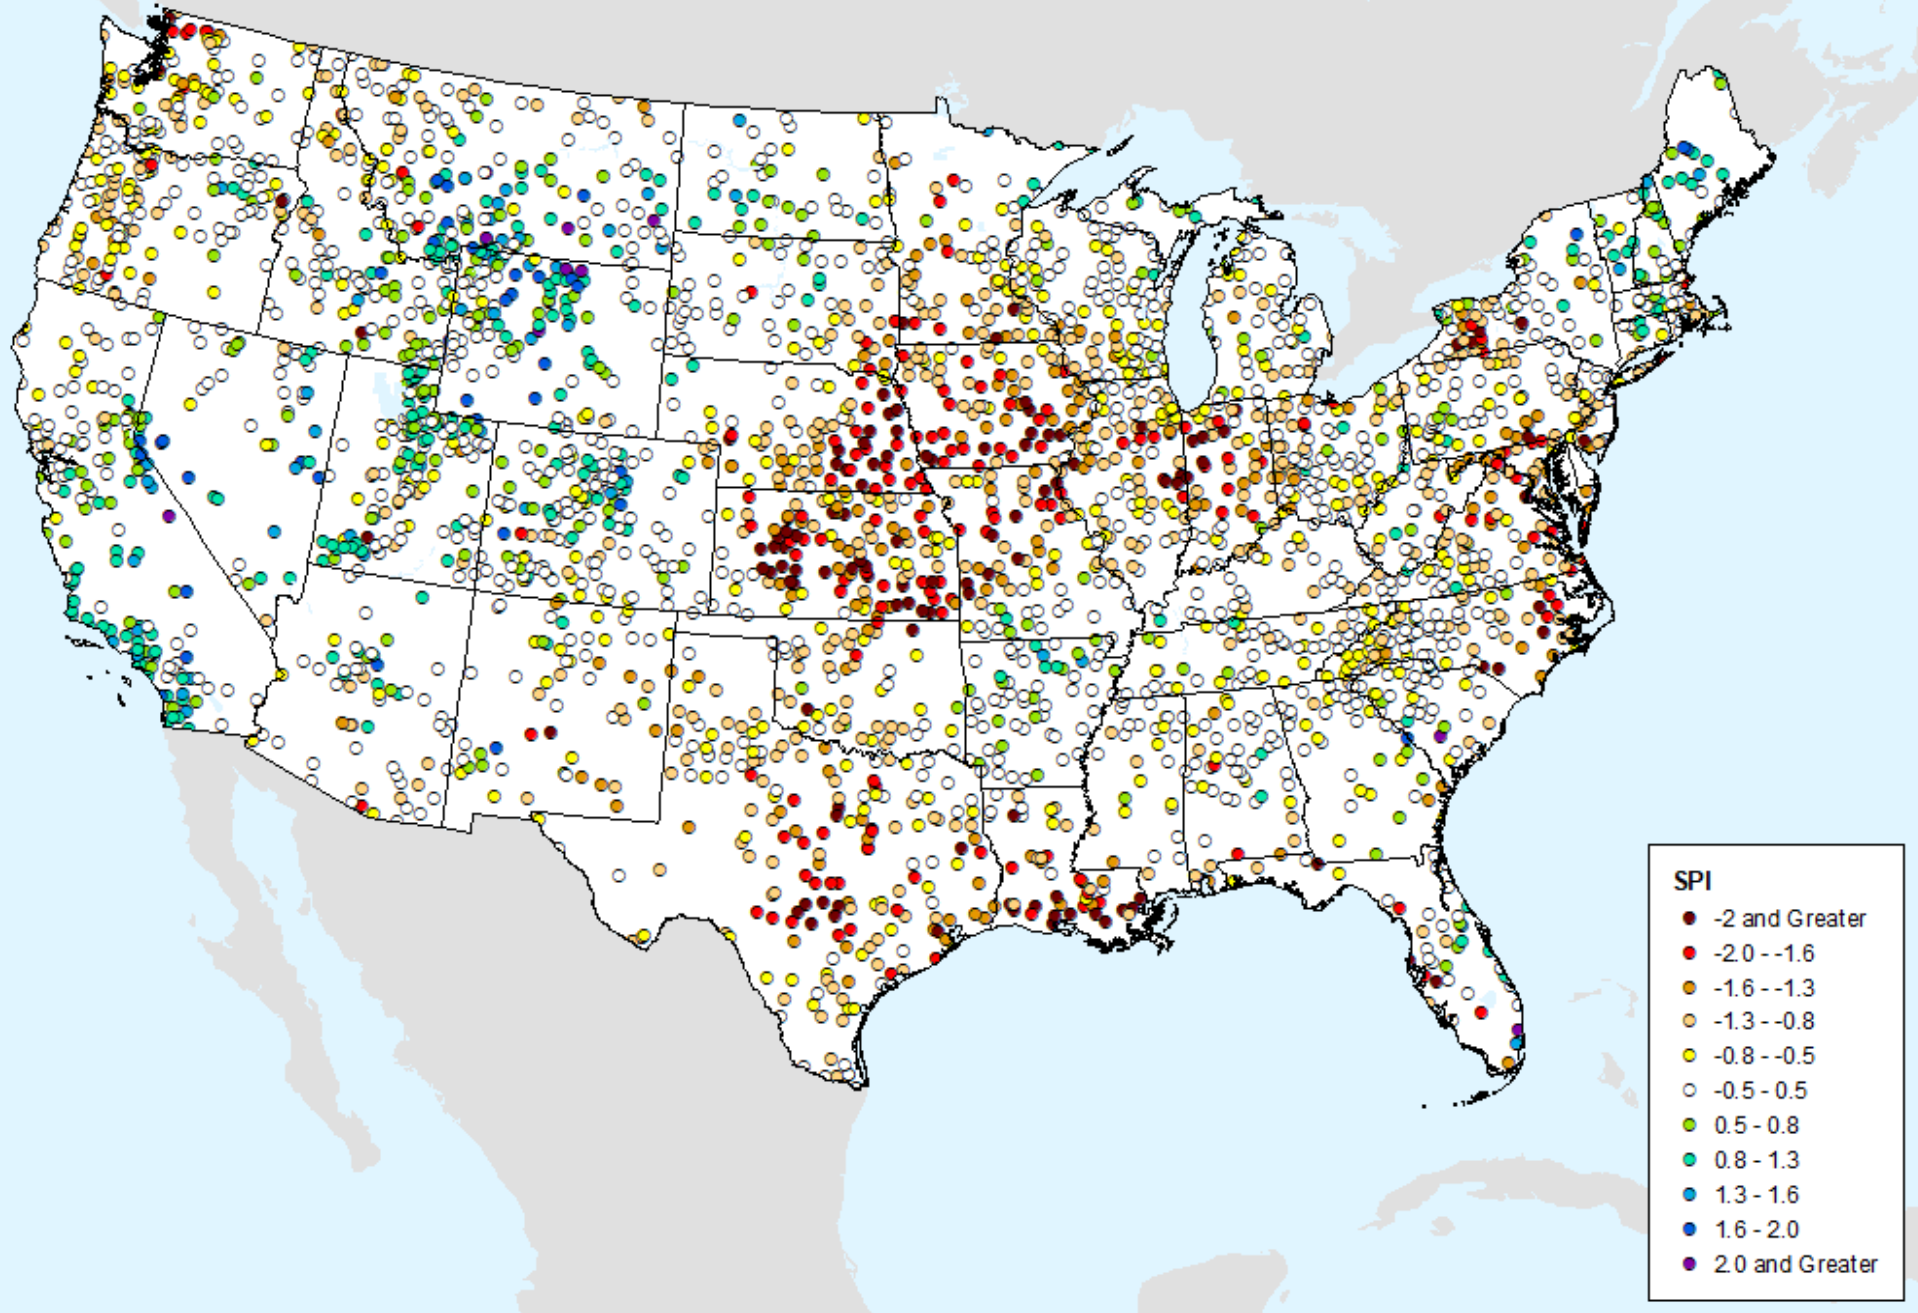 SPI
-2 and Greater
-2.0 - -1.6
-1.6 - -1.3
-1.3 - -0.8
-0.8 - -0.5
-0.5 - 0.5
0.5 - 0.8
0.8 - 1.3
1.3 - 1.6
1.6 - 2.0
2.0 and Greater